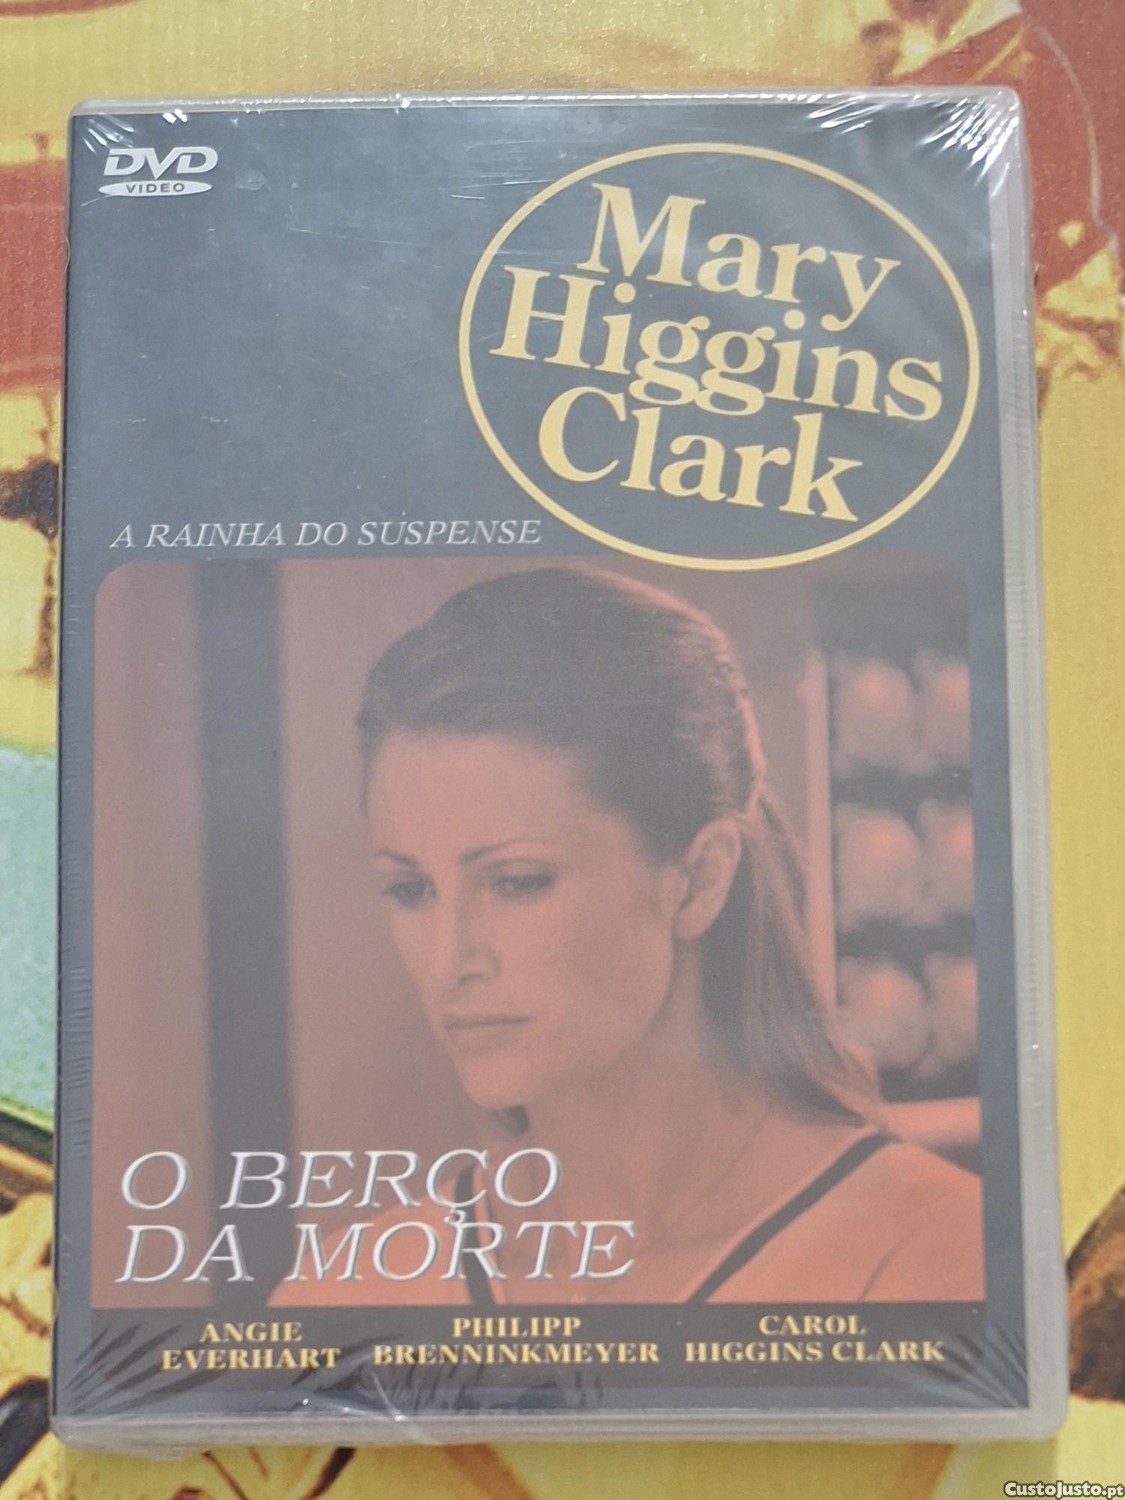 DVD
VIDEO
Mary
Higgins
Clark
A RAINHA DO SUSPENSE
O BERÇO
DA MORTE
ANGIE
EVERHART
PHILIPP
BRENNINKMEYER
CAROL
HIGGINS CLARK
CustoJusto.pt